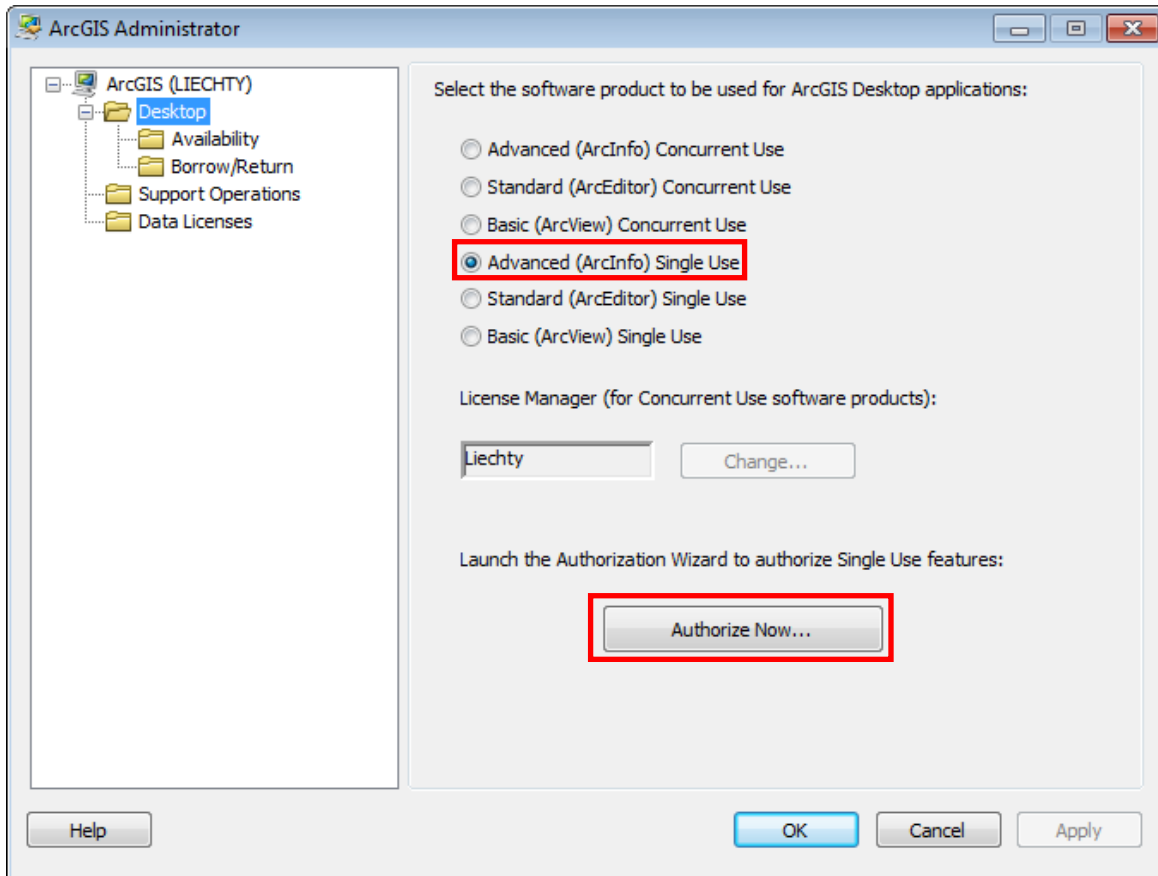 ArcGIS Administrator
ArcGIS (LIECHTY)
Desktop
Availability
Borrow/Return
Support Operations
Data Licenses
Select the software product to be used for ArcGIS Desktop applications:
Advanced (ArcInfo) Concurrent Use
Standard (ArcEditor) Concurrent Use
Basic (ArcView) Concurrent Use
Advanced (ArcInfo) Single Use
Standard (ArcEditor) Single Use
Basic (ArcView) Single Use
License Manager (for Concurrent Use software products):
Liechty
Change...
Launch the Authorization Wizard to authorize Single Use features:
Authorize Now...
Help
OK
Cancel
Apply